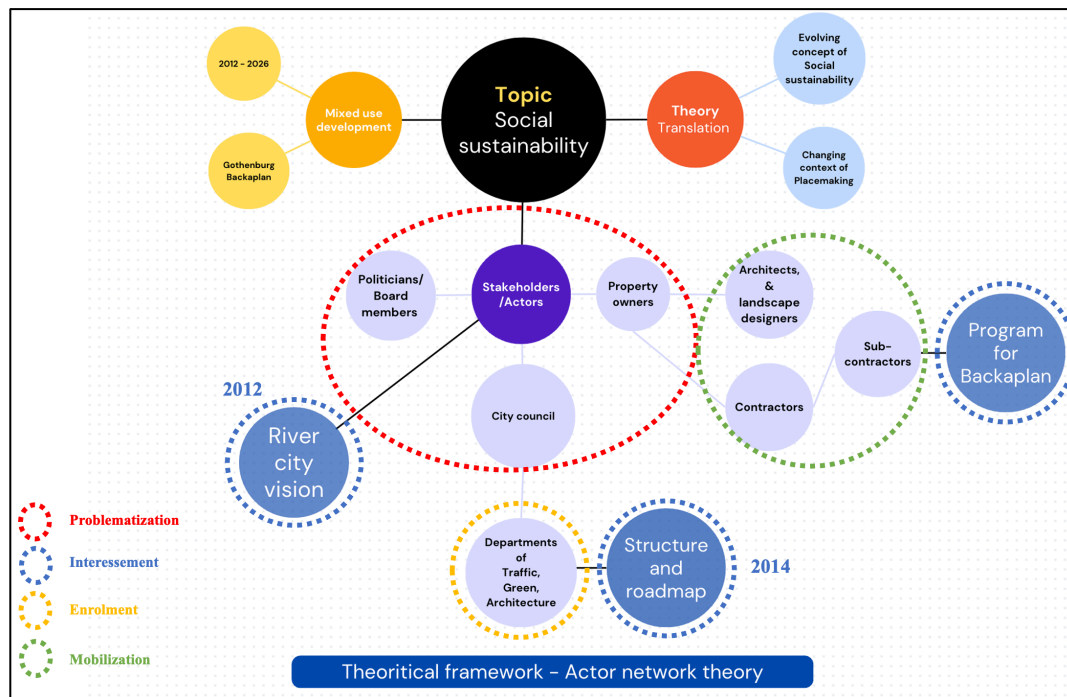 2012 - 2026
Mixed use
development
Gothenburg
Backaplan
Topic
Social
sustainability
Theory
Translation
Evolving
concept of
Social
sustainability
Changing
context of
Placemaking
Politicians/
Board
members
Stakeholders
/Actors
Property
owners
Architects,
&
landscape
designers
Sub-
contractors
Program
for
Backaplan
Contractors
City council
2012
River
city
vision
Departments
of
Traffic,
Green,
Architecture
Structure
and
roadmap
2014
Problematization
Interessement
Enrolment
Mobilization
Theoritical framework - Actor network theory